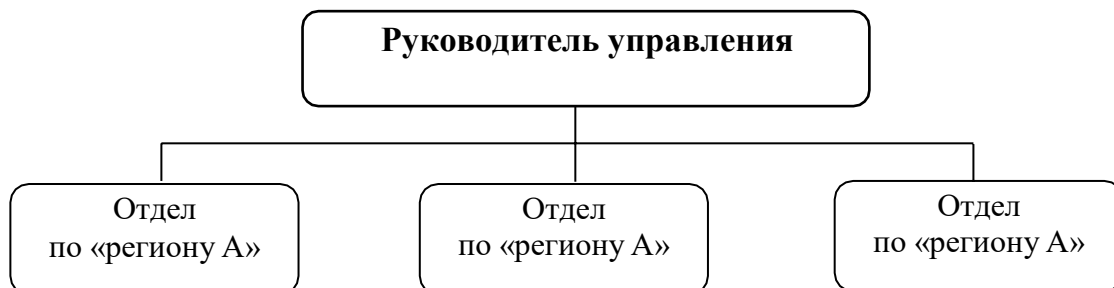 Руководитель управления
Отдел
по «региону А»
Отдел
по «региону А»
Отдел
по «региону А»